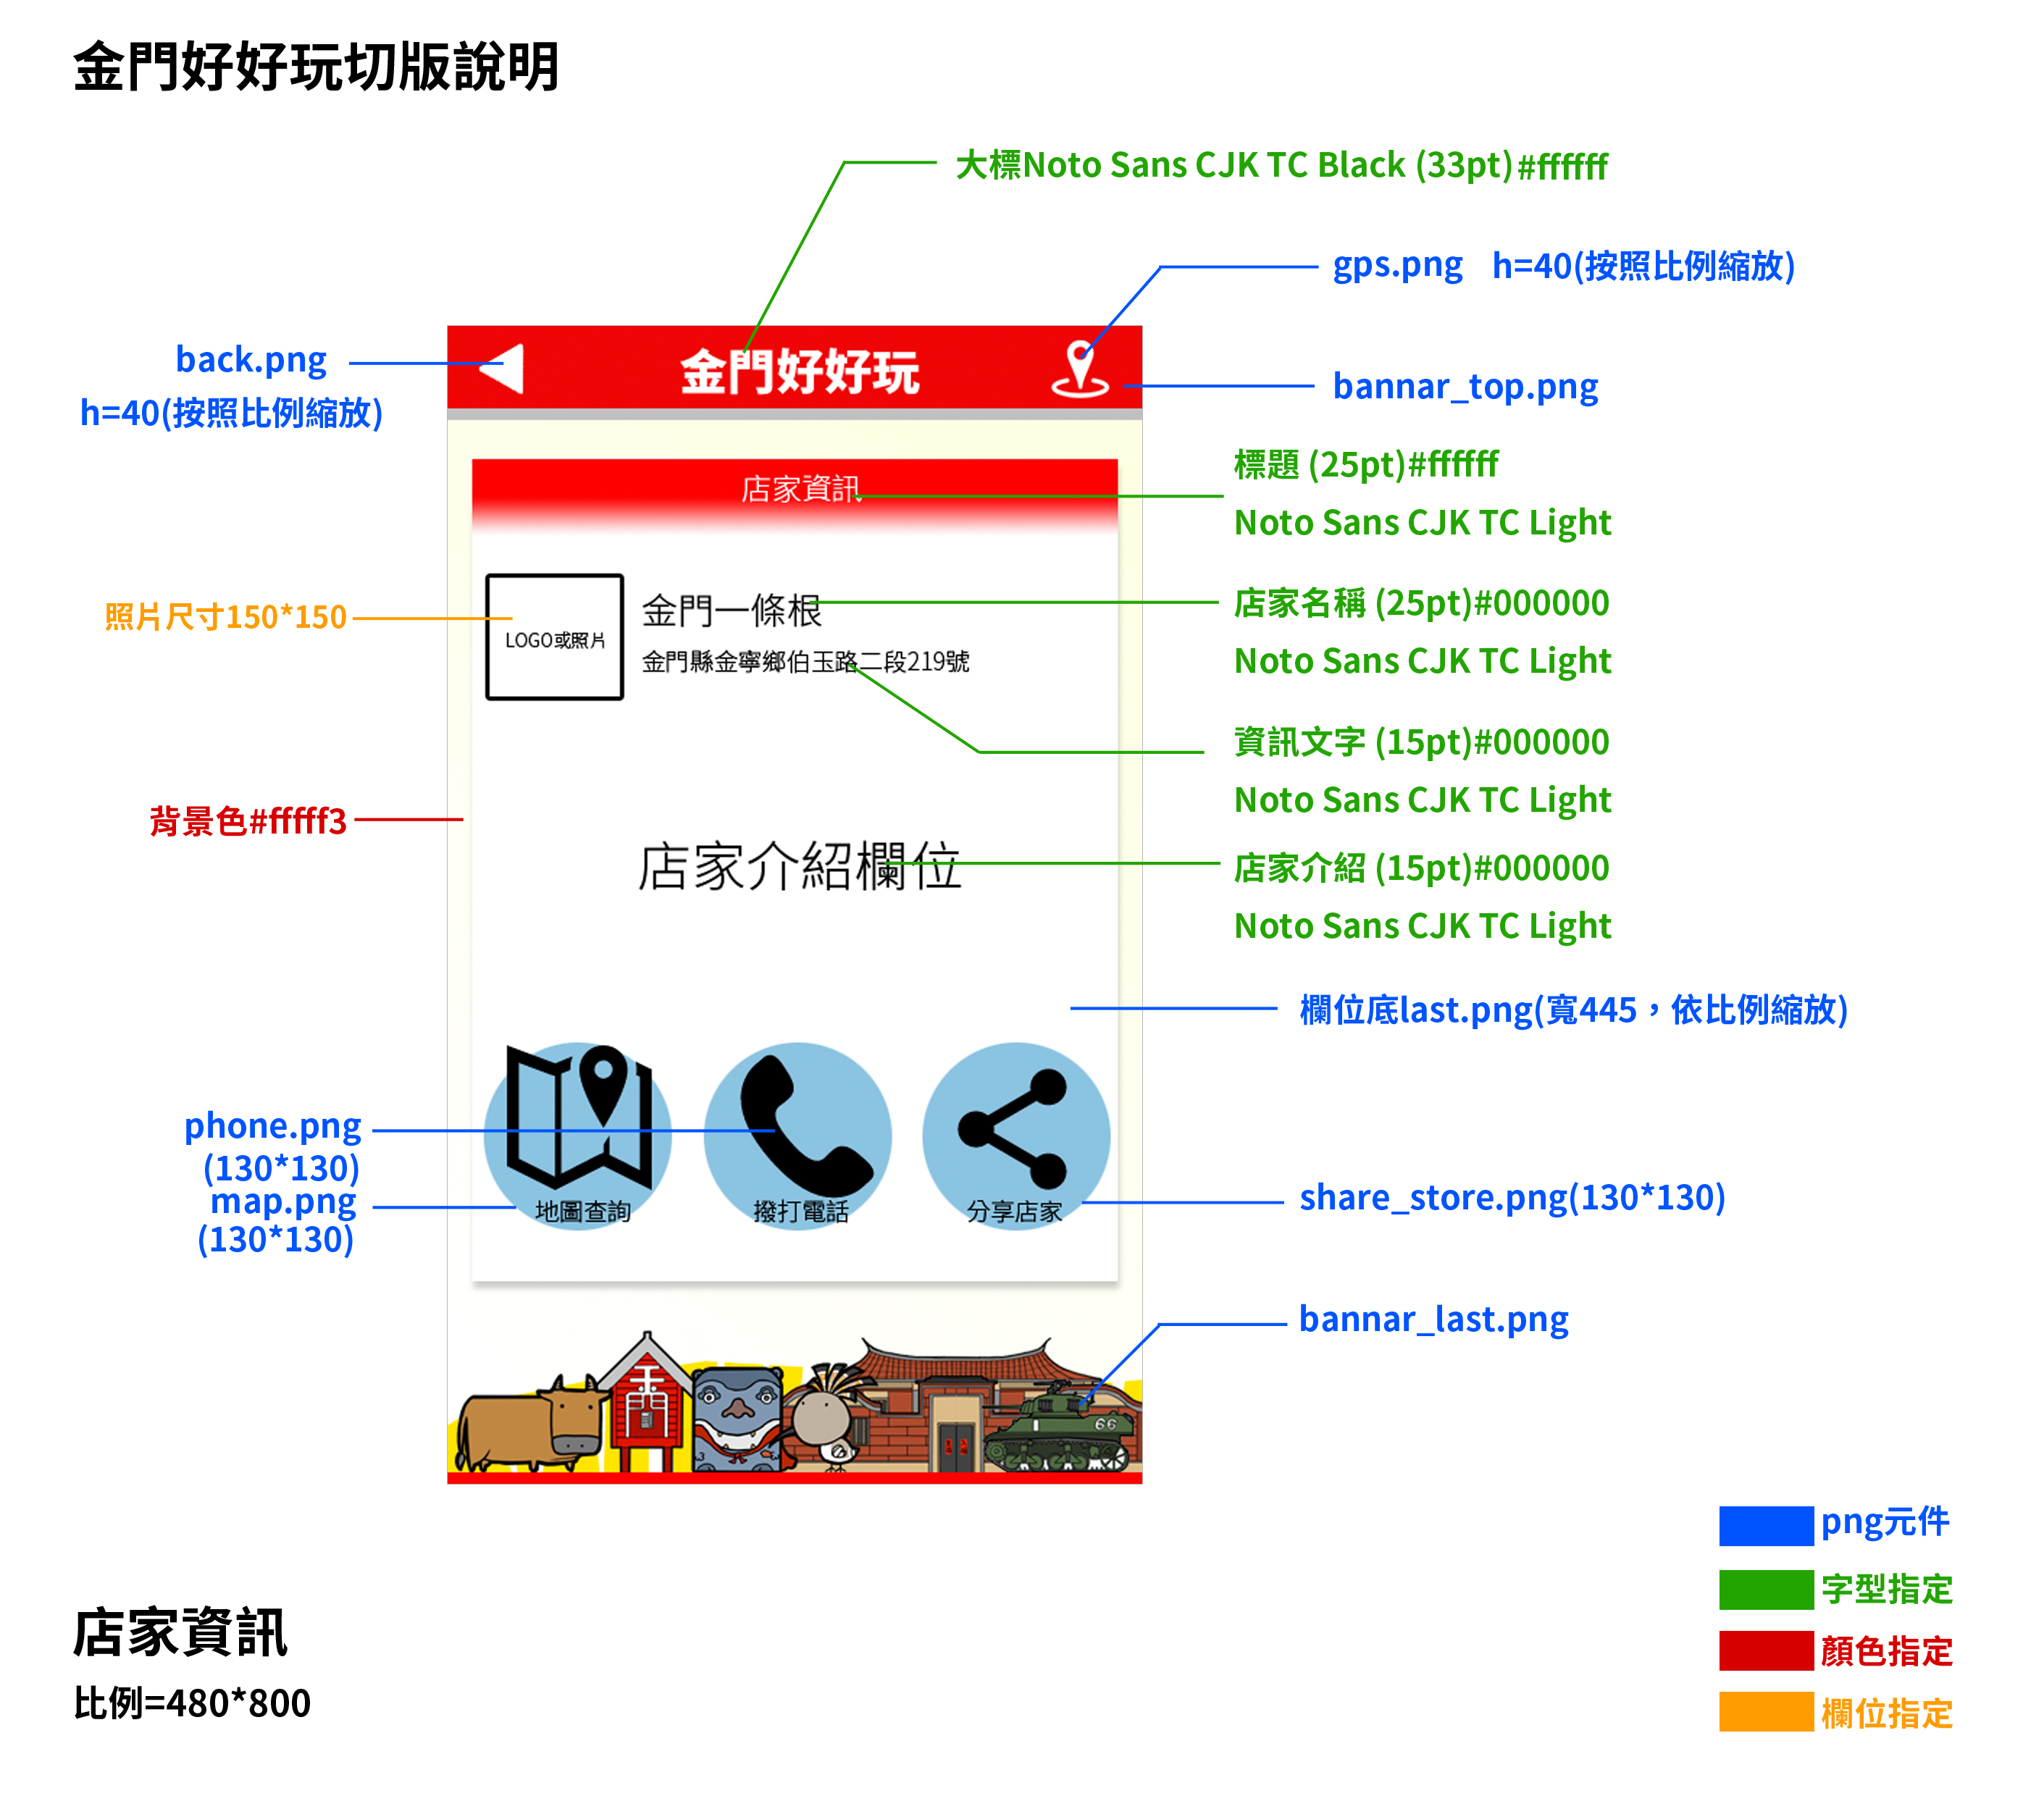 金門好好玩切版說明
大標Noto Sans CJK TC Black (33pt) #ffffff
gps.png h=40(按照比例縮放)
back.png
h=40(按照比例縮放)
金門好好玩
bannar_top.png
店家資訊
標題 (25pt)#ffffff
Noto Sans CJK TC Light
照片尺寸150*150
LOGO或照片
金門一條根
金門縣金寧鄉伯玉路二段219號
店家名稱 (25pt)#000000
Noto Sans CJK TC Light
資訊文字 (15pt)#000000
Noto Sans CJK TC Light
背景色#fffff3
店家介紹欄位
店家介紹 (15pt)#000000
Noto Sans CJK TC Light
欄位底last.png(寬445，依比例縮放)
phone.png
(130*130)
map.png
(130*130)
地圖查詢
撥打電話
分享店家
share_store.png(130*130)
bannar_last.png
66
png元件
字型指定
顏色指定
欄位指定
店家資訊
比例=480*800